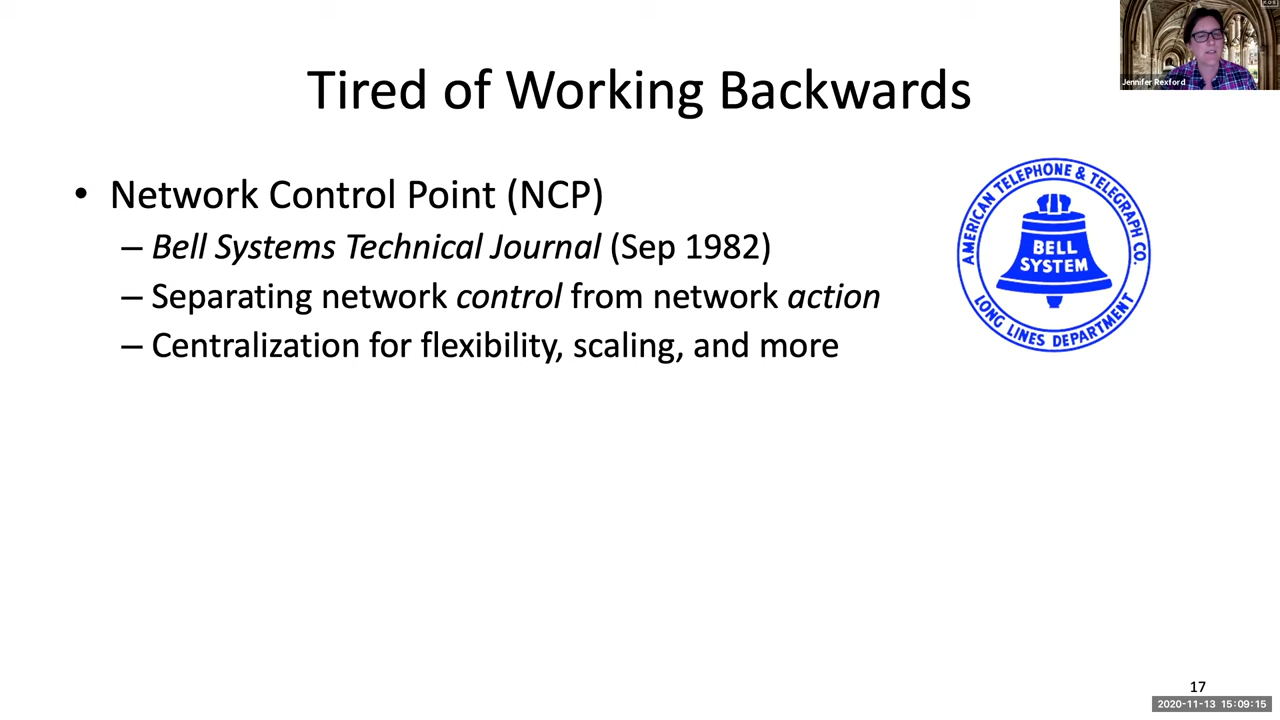 Tired of Working Backwards
Jennifer Rexford
• Network Control Point (NCP)
– Bell Systems Technical Journal (Sep 1982)
– Separating network control from network action
– Centralization for flexibility, scaling, and more
AMERICAN TELEPHONE & TELEGRAPH CO.
BELL
SYSTEM
LONG LINES DEPARTMENT
17
2020-11-13 15:09:15